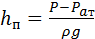 hп = (P−Pат)/(ρg)